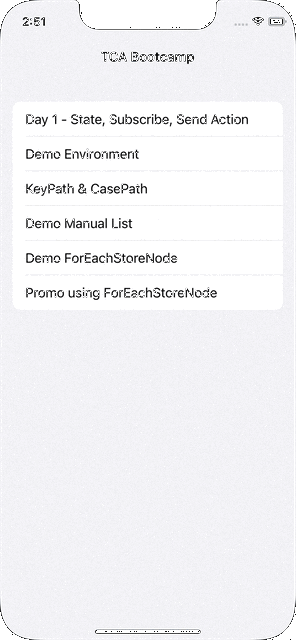 2:51
TCA Bootcamp
Day 1 - State, Subscribe, Send Action
Demo Environment
KeyPath & CasePath
Demo Manual List
Demo ForEachStoreNode
Promo using ForEachStoreNode